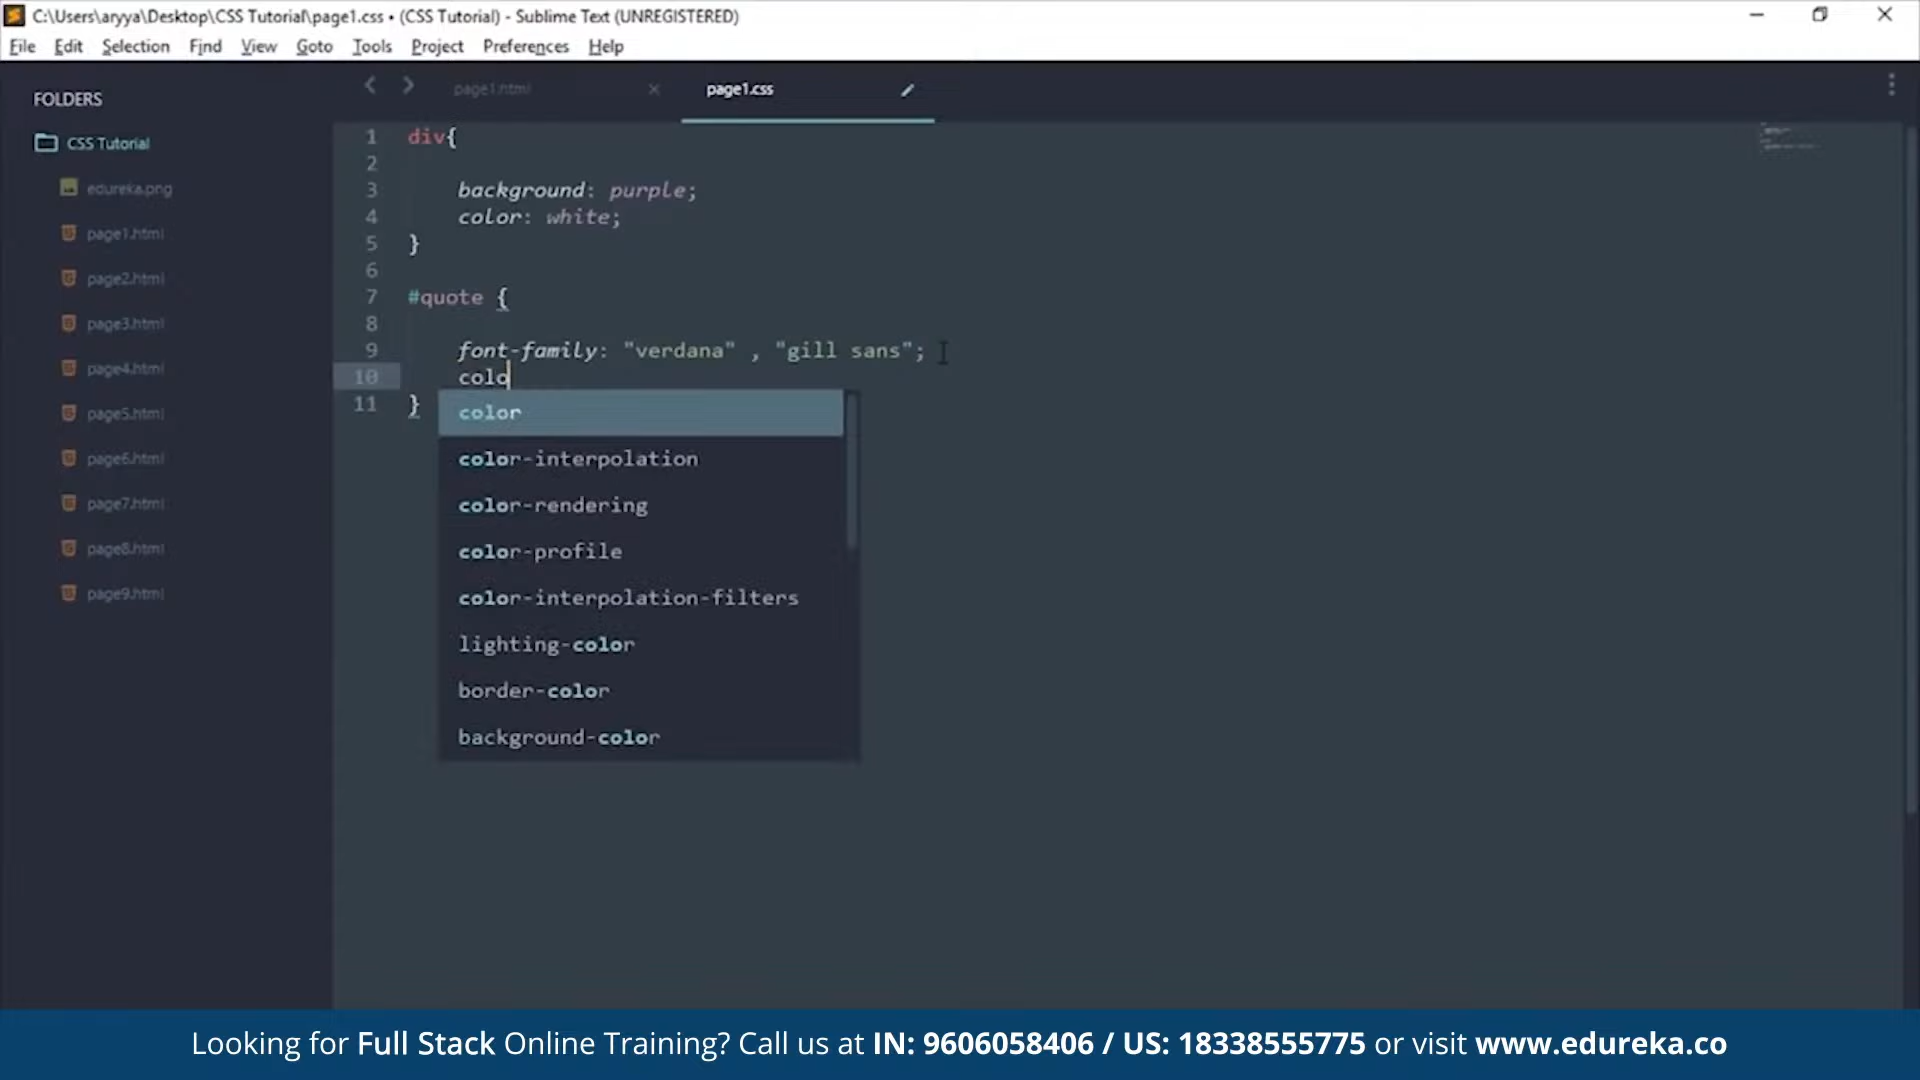 C:\Users\aryya\Desktop\CSS Tutorial\page1.css • (CSS Tutorial) - Sublime Text (UNREGISTERED)
File Edit Selection Find View Goto Tools Project Preferences Help
FOLDERS
CSS Tutorial
edureka.png
page1.html
page2.html
page3.html
page4.html
page5.html
page6.html
page7.html
page8.html
page9.html
page1.html
page1.css
1 div{
2
3 background: purple;
4 color: white;
5 }
6
7 #quote {
8
9 font-family: "verdana" , "gill sans";
10 colo
11 }
color
color-interpolation
color-rendering
color-profile
color-interpolation-filters
lighting-color
border-color
background-color
Looking for Full Stack Online Training? Call us at IN: 9606058406 / US: 18338555775 or visit www.edureka.co